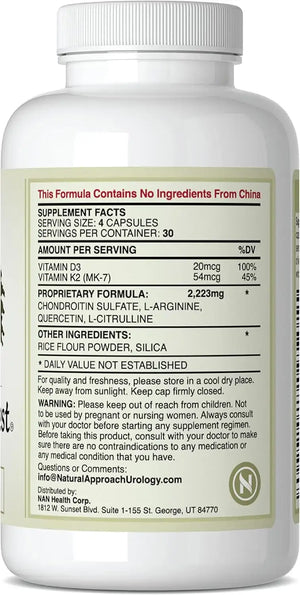 This Formula Contains No Ingredients From China
SUPPLEMENT FACTS
SERVING SIZE: 4 CAPSULES
SERVINGS PER CONTAINER: 30
AMOUNT PER SERVING %DV
VITAMIN D3 20mcg 100%
VITAMIN K2 (MK-7) 54mcg 45%
PROPRIETARY FORMULA: 2,223mg *
CHONDROITIN SULFATE, L-ARGININE,
QUERCETIN, L-CITRULLINE
OTHER INGREDIENTS: *
RICE FLOUR POWDER, SILICA
* DAILY VALUE NOT ESTABLISHED
For quality and freshness, please store in a cool dry place.
Keep away from sunlight. Keep cap firmly closed.
WARNING: Please keep out of reach from children. Not
to be used by pregnant or nursing women. Always consult
with your doctor before starting any supplement regimen.
Before taking this product, consult with your doctor to make
sure there are no contraindications to any medication or
any medical condition that you have.
Questions or Comments:
info@NaturalApproachUrology.com
Distributed by:
NAN Health Corp.
1812 W. Sunset Blvd. Suite 1-155 St. George, UT 84770
N